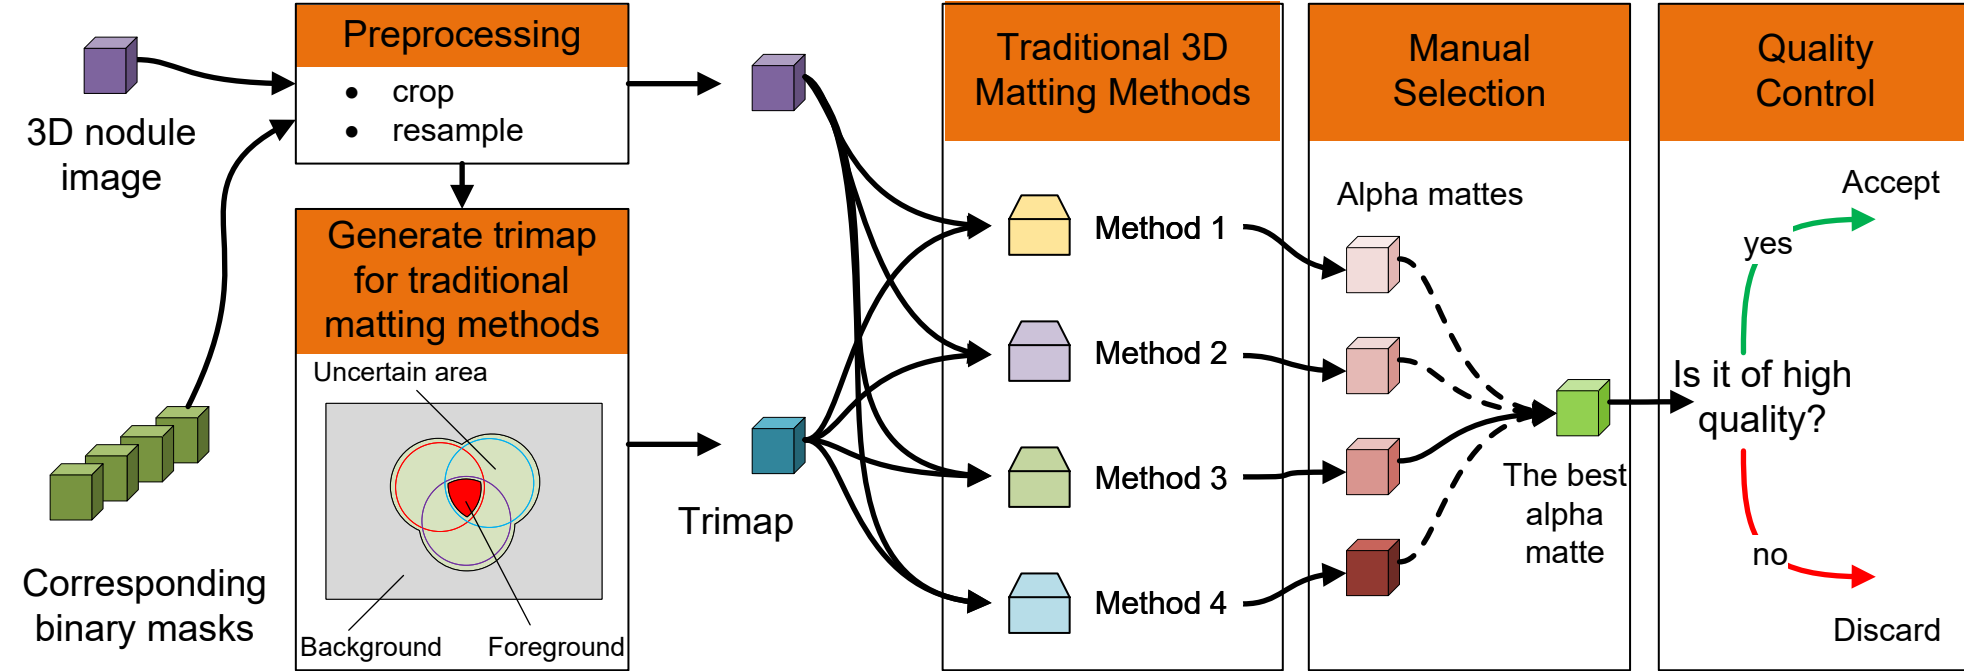 3D nodule
image
Corresponding
binary masks
Preprocessing
• crop
• resample
Generate trimap
for traditional
matting methods
Uncertain area
Background
Foreground
Trimap
Traditional 3D
Matting Methods
Method 1
Method 2
Method 3
Method 4
Manual
Selection
Alpha mattes
The best
alpha
matte
Quality
Control
Accept
yes
Is it of high
quality?
no
Discard